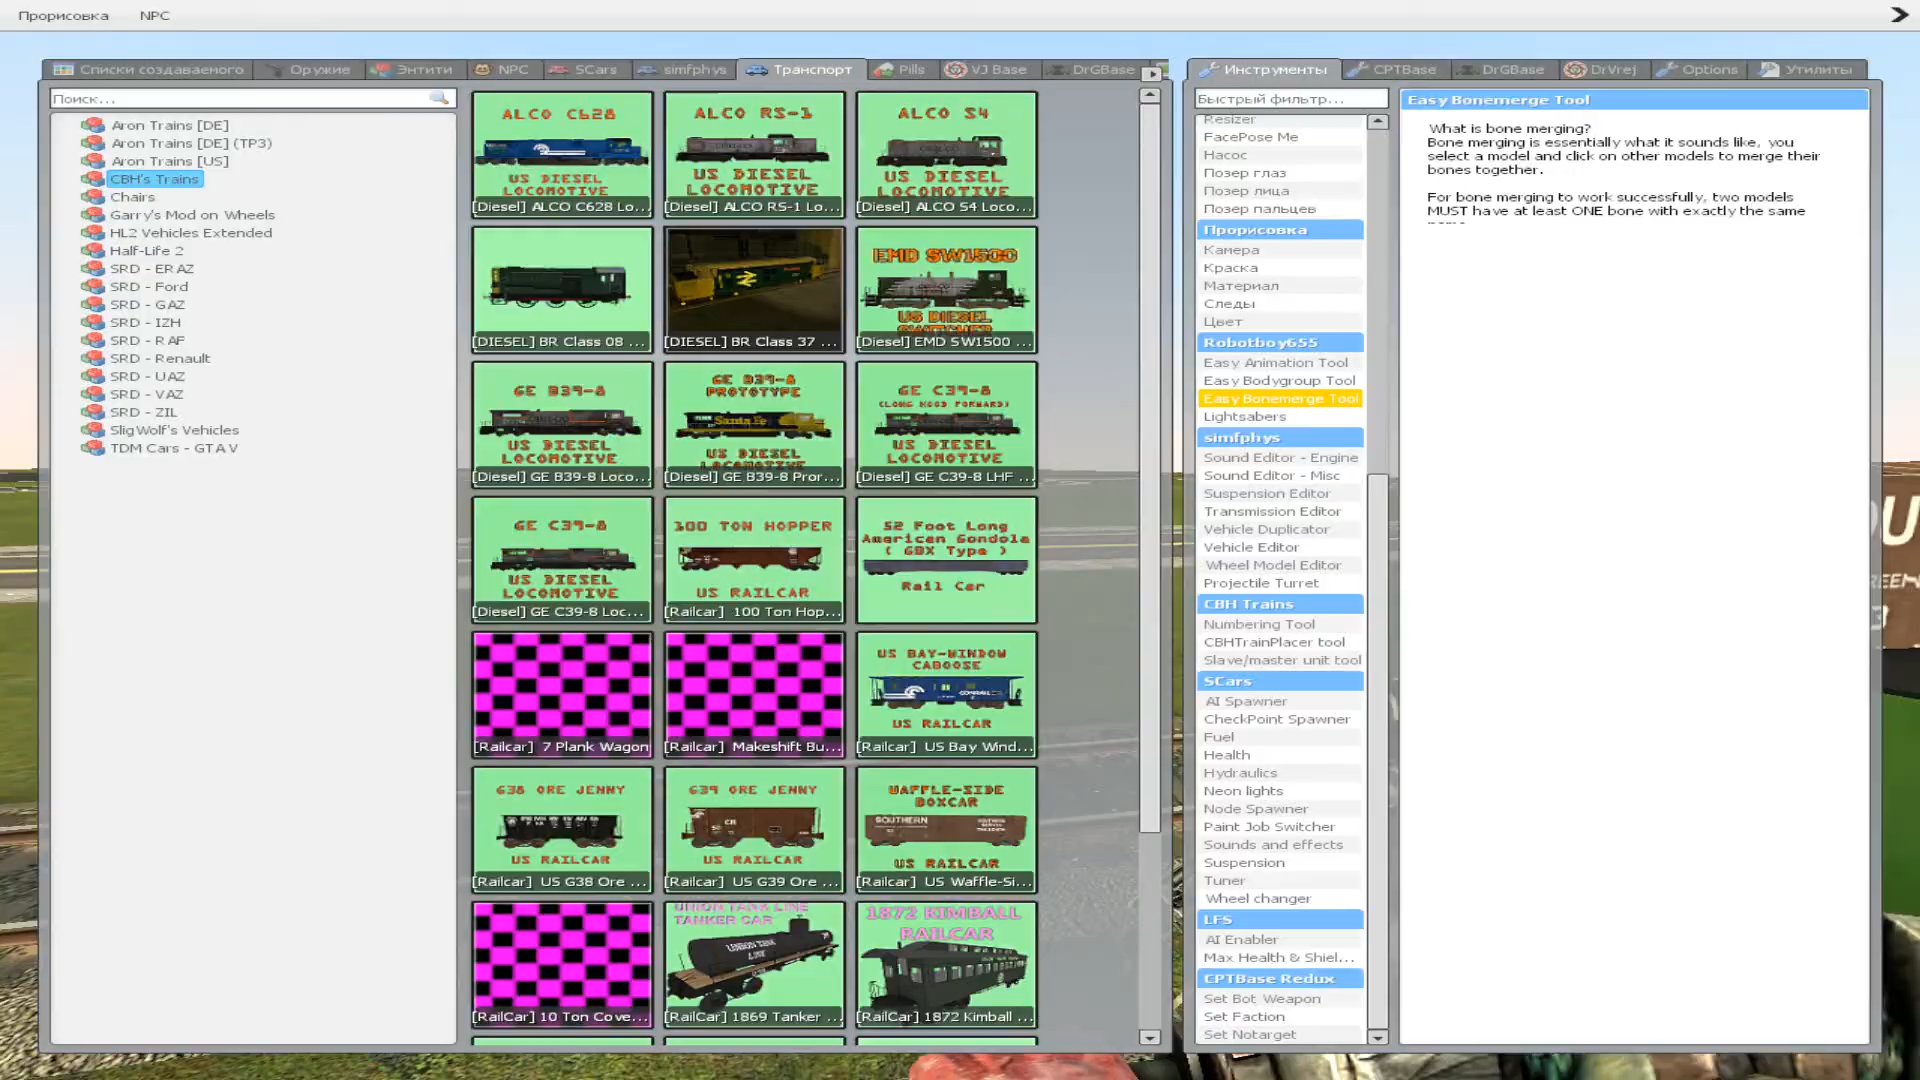 Прорисовка NPC
Списки создаваемого Оружие Энтити NPC SCars simfphys Транспорт Pills VJ Base DrGBase
Инструменты CPTBase DrGBase DrVrej Options Утилиты
Поиск...
Aron Trains [DE]
Aron Trains [DE] (TP3)
Aron Trains [US]
CBH's Trains
Chairs
Garry's Mod on Wheels
HL2 Vehicles Extended
Half-Life 2
SRD - ERAZ
SRD - Ford
SRD - GAZ
SRD - IZH
SRD - RAF
SRD - Renault
SRD - UAZ
SRD - VAZ
SRD - ZIL
SligWolf's Vehicles
TDM Cars - GTA V
ALCO C628
US DIESEL
LOCOMOTIVE
[Diesel] ALCO C628 Lo...
ALCO RS-1
US DIESEL
LOCOMOTIVE
[Diesel] ALCO RS-1 Lo...
ALCO S4
US DIESEL
LOCOMOTIVE
[Diesel] ALCO S4 Loco...
[DIESEL] BR Class 08 ...
[DIESEL] BR Class 37 ...
EMD SW1500
US DIESEL
SWITCHER
[Diesel] EMD SW1500 ...
GE B39-8
US DIESEL
LOCOMOTIVE
[Diesel] GE B39-8 Loco...
GE B39-8
PROTOTYPE
Santa Fe
US DIESEL
LOCOMOTIVE
[Diesel] GE B39-8 Pror...
GE C39-8
(LONG HOOD FORWARD)
US DIESEL
LOCOMOTIVE
[Diesel] GE C39-8 LHF ...
GE C39-8
US DIESEL
LOCOMOTIVE
[Diesel] GE C39-8 Loc...
100 TON HOPPER
US RAILCAR
[Railcar] 100 Ton Hop...
52 Foot Long
American Gondola
( GBX Type )
Rail Car
[Railcar] 7 Plank Wagon
[Railcar] Makeshift Bu...
US BAY-WINDOW
CABOOSE
CONRAIL
US RAILCAR
[Railcar] US Bay Wind...
G38 ORE JENNY
US RAILCAR
[Railcar] US G38 Ore ...
G39 ORE JENNY
CR
US RAILCAR
[Railcar] US G39 Ore ...
WAFFLE-SIDE
BOXCAR
SOUTHERN
US RAILCAR
[Railcar] US Waffle-Si...
[RailCar] 10 Ton Cove...
UNION TANK LINE
TANKER CAR
[RailCar] 1869 Tanker ...
1872 KIMBALL
RAILCAR
[RailCar] 1872 Kimball ...
Быстрый фильтр...
Resizer
FacePose Me
Насос
Позер глаз
Позер лица
Позер пальцев
Прорисовка
Камера
Краска
Материал
Следы
Цвет
Robotboy655
Easy Animation Tool
Easy Bodygroup Tool
Easy Bonemerge Tool
Lightsabers
simfphys
Sound Editor - Engine
Sound Editor - Misc
Suspension Editor
Transmission Editor
Vehicle Duplicator
Vehicle Editor
Wheel Model Editor
Projectile Turret
CBH Trains
Numbering Tool
CBHTrainPlacer tool
Slave/master unit tool
SCars
AI Spawner
CheckPoint Spawner
Fuel
Health
Hydraulics
Neon lights
Node Spawner
Paint Job Switcher
Sounds and effects
Suspension
Tuner
Wheel changer
LFS
AI Enabler
Max Health & Shiel...
CPTBase Redux
Set Bot Weapon
Set Faction
Set Notarget
Easy Bonemerge Tool
What is bone merging?
Bone merging is essentially what it sounds like, you
select a model and click on other models to merge their
bones together.
For bone merging to work successfully, two models
MUST have at least ONE bone with exactly the same